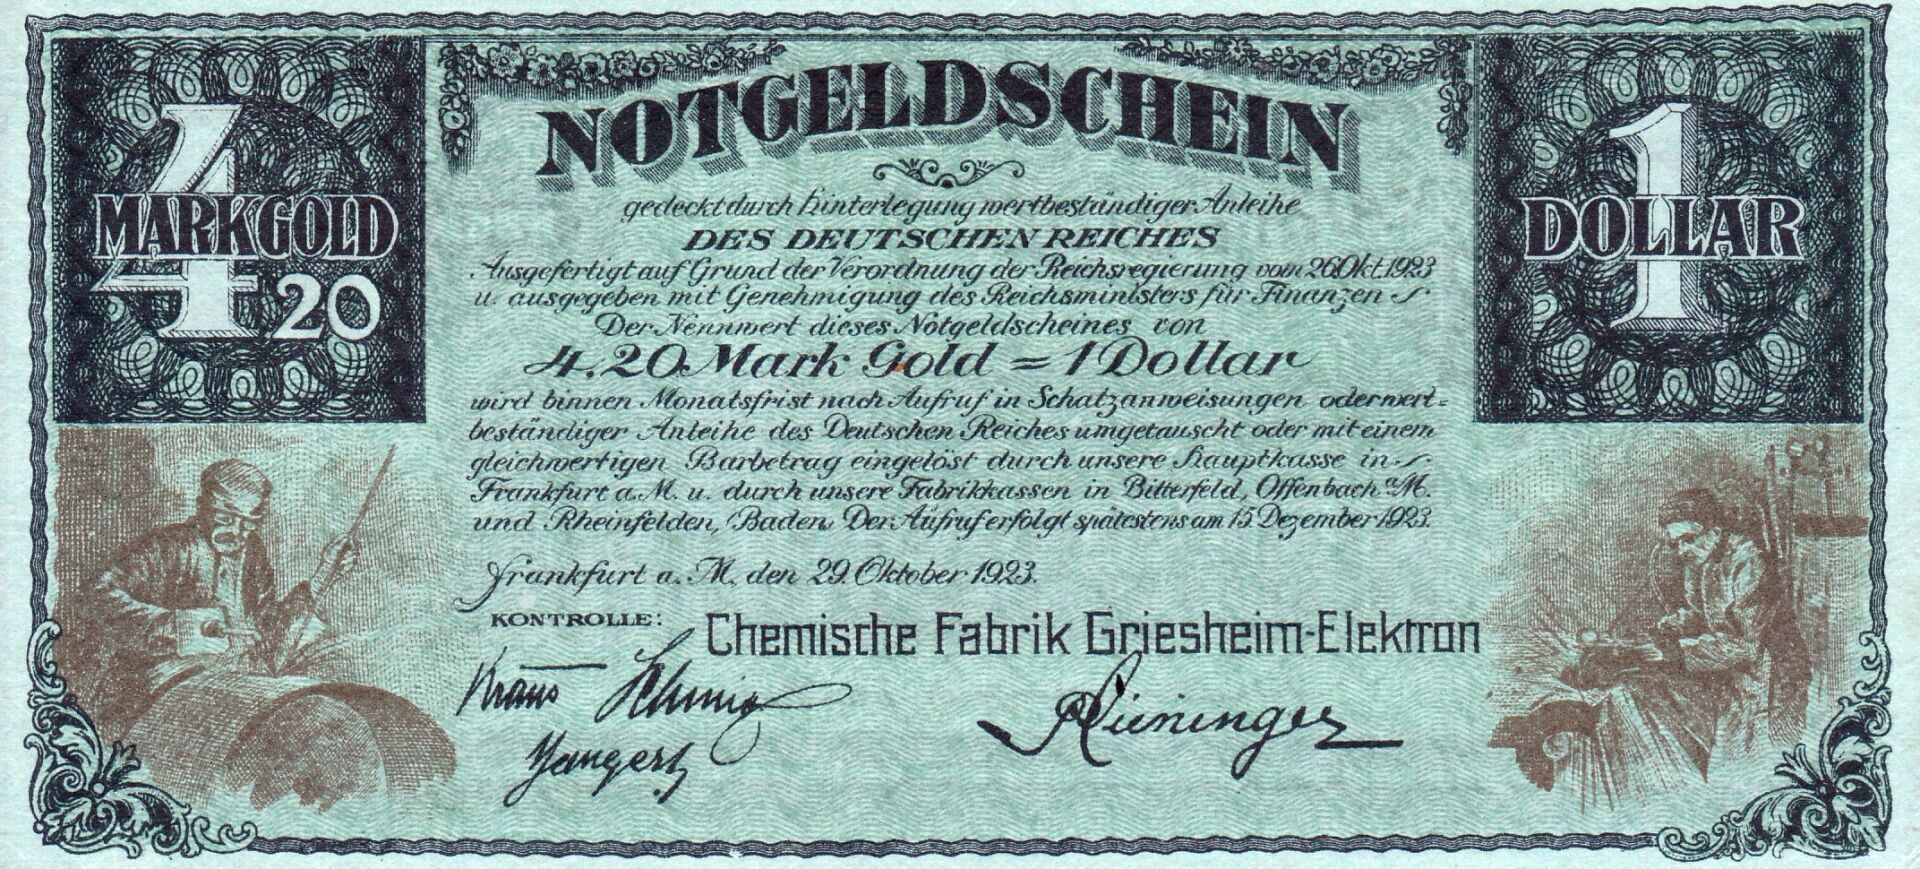 4
MARK GOLD
20
NOTGELDSCHEIN
1
DOLLAR
gedeckt durch Hinterlegung wertbeständiger Anleihe
DES DEUTSCHEN REICHES
Ausgefertigt auf Grund der Verordnung der Reichsregierung vom 26 Okt. 1923
u. ausgegeben mit Genehmigung des Reichsministers für Finanzen
Der Nennwert dieses Notgeldscheines von
4.20 Mark Gold = 1 Dollar
wird binnen Monatsfrist nach Aufruf in Schatzanweisungen oder wert=
beständiger Anleihe des Deutschen Reiches umgetauscht oder mit einem
gleichwertigen Barbetrag eingelöst durch unsere Hauptkasse in
Frankfurt a. M. u. durch unsere Fabrikkassen in Bitterfeld, Offenbach a. M.
und Rheinfelden, Baden. Der Aufruf erfolgt spätestens am 15. Dezember 1923.
Frankfurt a. M. den 29. Oktober 1923.
KONTROLLE:
Chemische Fabrik Griesheim-Elektron
Kraus